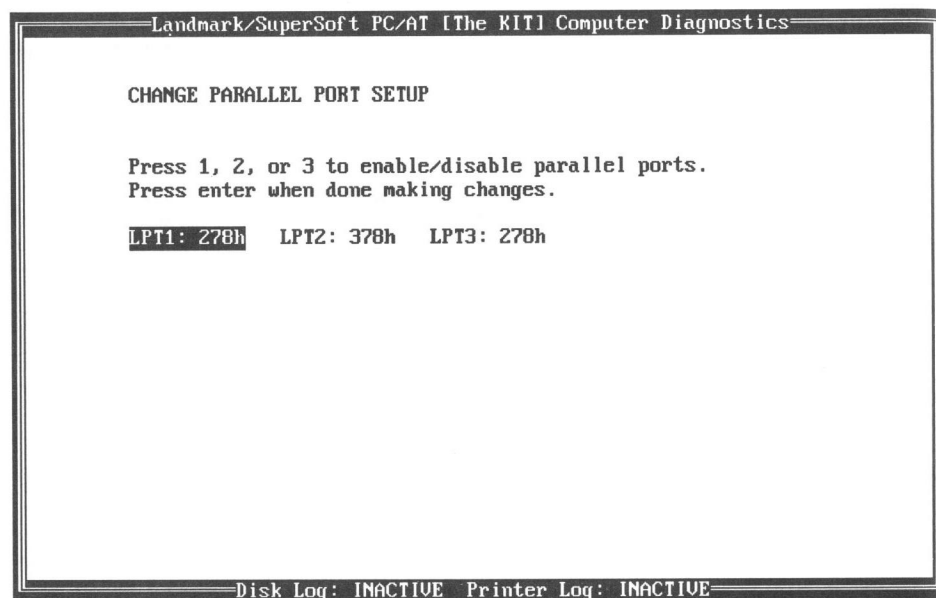 Landmark/SuperSoft PC/AT [The KIT] Computer Diagnostics
CHANGE PARALLEL PORT SETUP
Press 1, 2, or 3 to enable/disable parallel ports.
Press enter when done making changes.
LPT1: 278h LPT2: 378h LPT3: 278h
Disk Log: INACTIVE Printer Log: INACTIVE